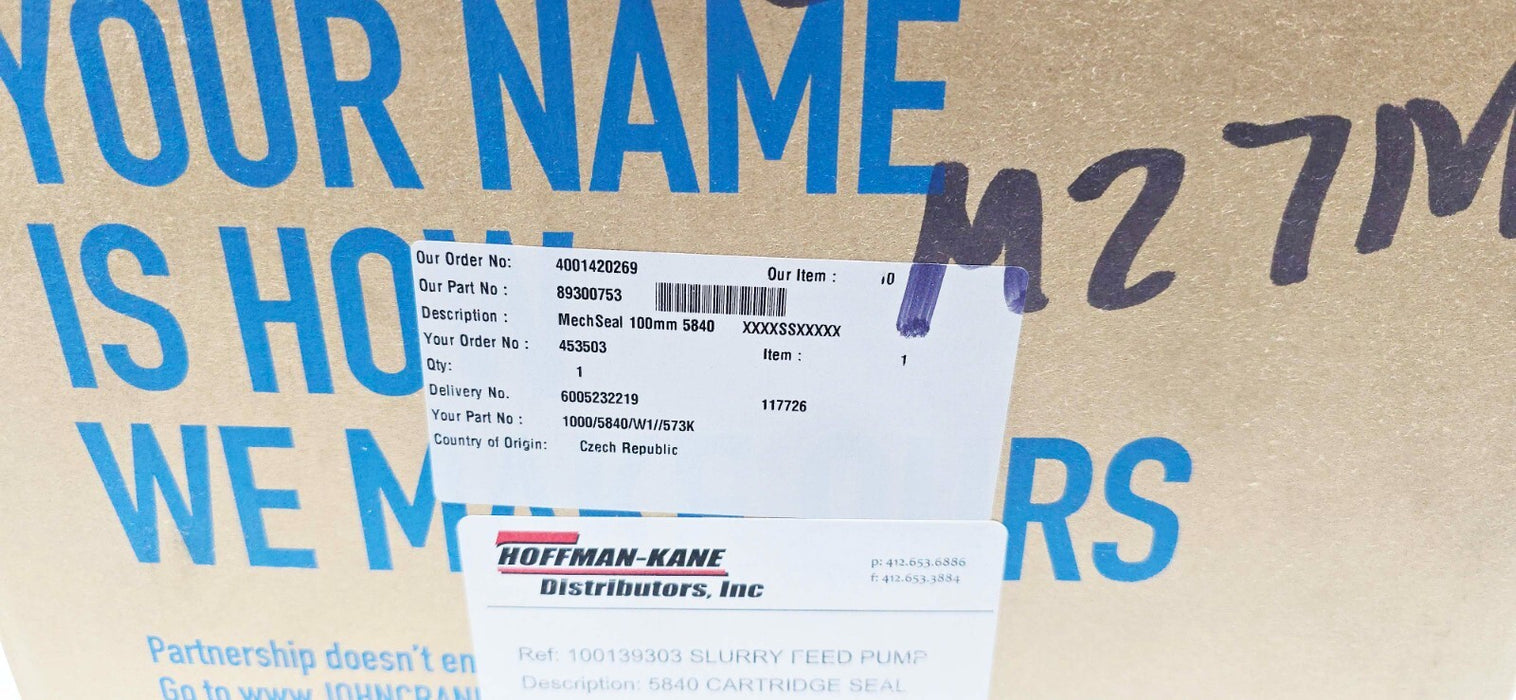 YOUR NAME
M27M
IS HOW
Our Order No: 4001420269 Our Item : 10
Our Part No : 89300753
Description : MechSeal 100mm 5840 XXXXSSXXXXX
Your Order No : 453503 Item : 1
Qty: 1
Delivery No. 6005232219 117726
Your Part No : 1000/5840/W1//573K
Country of Origin: Czech Republic
WE RS
HOFFMAN-KANE
Distributors, Inc
p: 412.653.6886
f: 412.653.3884
Ref: 100139303 SLURRY FEED PUMP
Description: 5840 CARTRIDGE SEAL
Partnership doesn't en
Go to www.JOHNCRAN